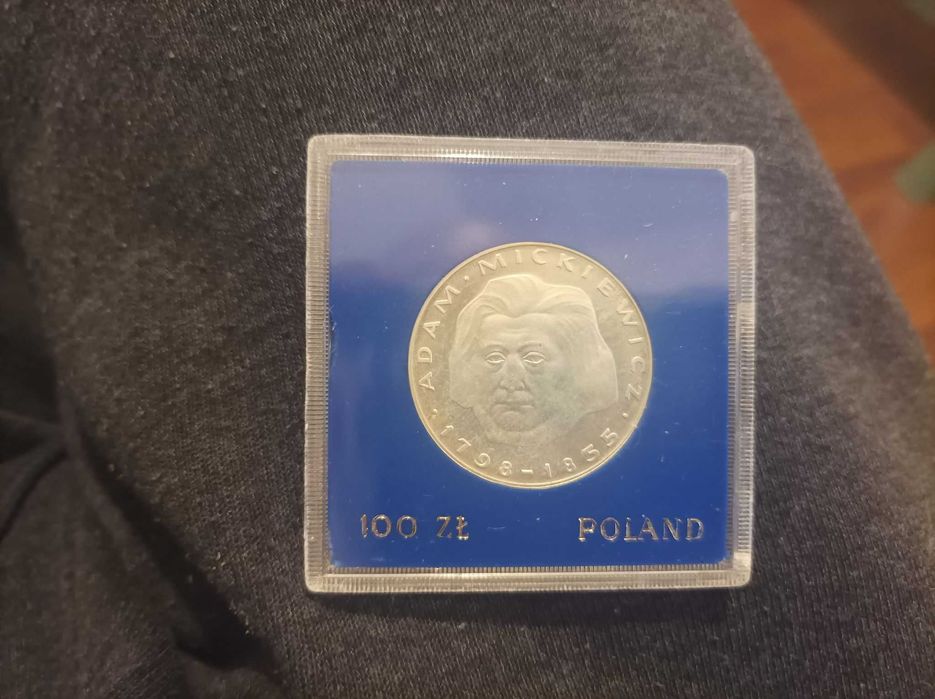 ADAM · MICKIEWICZ
· 1798-1855 ·
100 ZŁ
POLAND